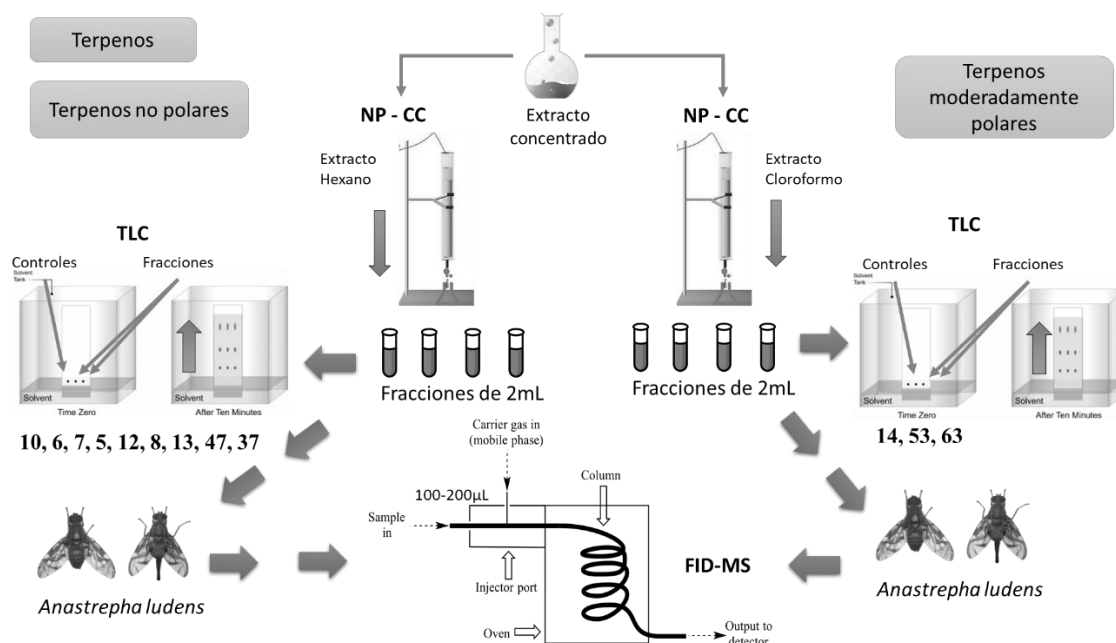 Terpenos
Terpenos no polares
Extracto
concentrado
Terpenos
moderadamente
polares
NP - CC
Extracto
Hexano
NP - CC
Extracto
Cloroformo
TLC
Controles
Fracciones
Solvent
Tank
Solvent
Time Zero
Solvent
After Ten Minutes
10, 6, 7, 5, 12, 8, 13, 47, 37
Fracciones de 2mL
Fracciones de 2mL
TLC
Controles
Fracciones
Solvent
Tank
Solvent
Time Zero
Solvent
After Ten Minutes
14, 53, 63
Anastrepha ludens
Carrier gas in
(mobile phase)
100-200µL
Sample
in
Injector port
Column
Oven
FID-MS
Output to
detector
Anastrepha ludens